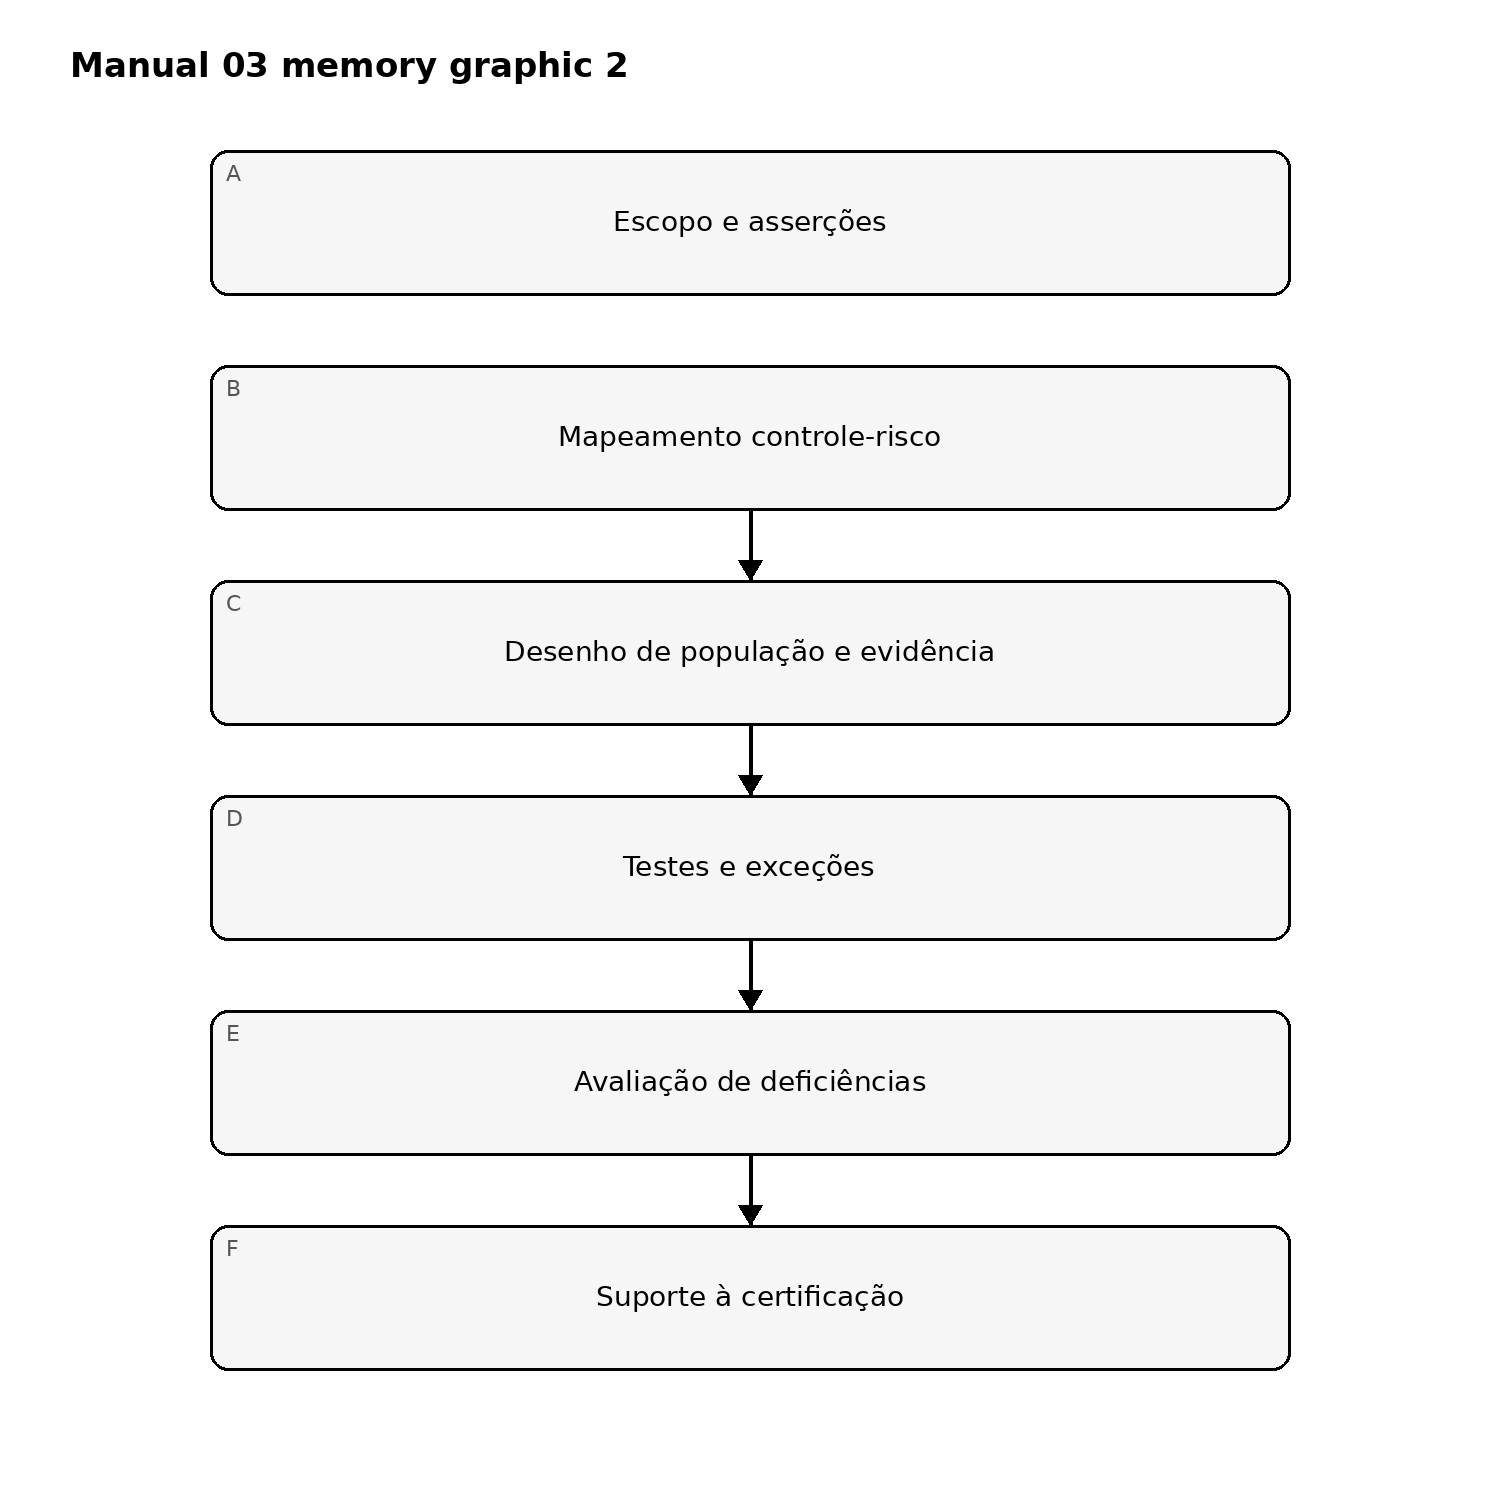 Manual 03 memory graphic 2
A
Escopo e asserções
B
Mapeamento controle-risco
C
Desenho de população e evidência
D
Testes e exceções
E
Avaliação de deficiências
F
Suporte à certificação